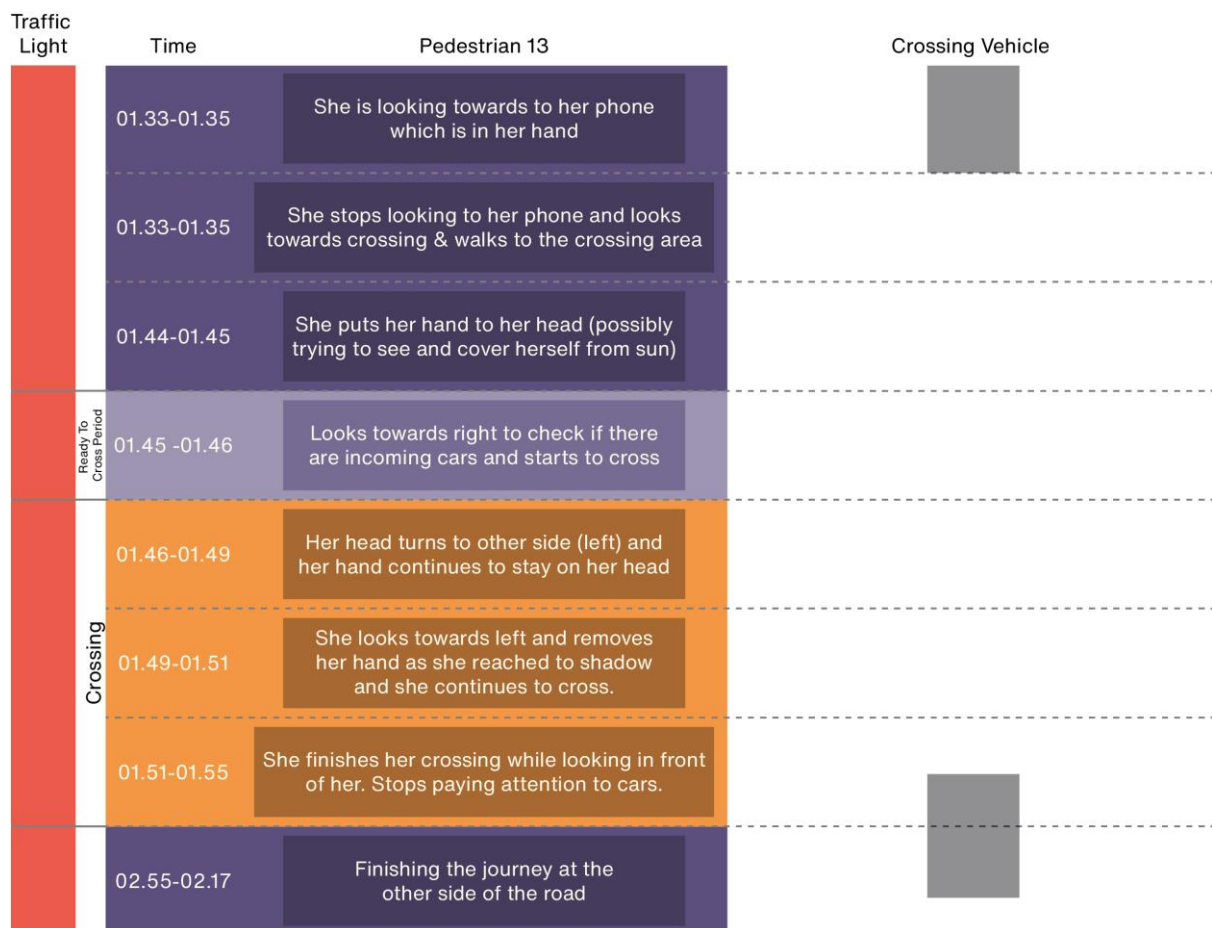 Traffic
Light
Time
Pedestrian 13
Crossing Vehicle
01.33-01.35
She is looking towards to her phone
which is in her hand
01.33-01.35
She stops looking to her phone and looks
towards crossing & walks to the crossing area
01.44-01.45
She puts her hand to her head (possibly
trying to see and cover herself from sun)
Ready To
Cross Period
01.45 -01.46
Looks towards right to check if there
are incoming cars and starts to cross
Crossing
01.46-01.49
Her head turns to other side (left) and
her hand continues to stay on her head
01.49-01.51
She looks towards left and removes
her hand as she reached to shadow
and she continues to cross.
01.51-01.55
She finishes her crossing while looking in front
of her. Stops paying attention to cars.
02.55-02.17
Finishing the journey at the
other side of the road